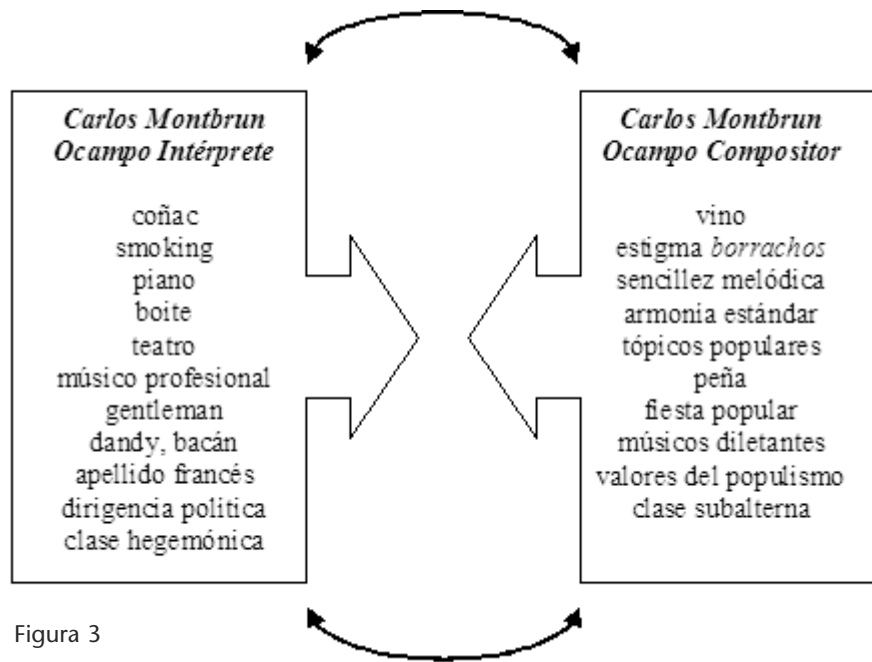 Carlos Montbrun
Ocampo Intérprete
coñac
smoking
piano
boite
teatro
músico profesional
gentleman
dandy, bacán
apellido francés
dirigencia política
clase hegemónica
Carlos Montbrun
Ocampo Compositor
vino
estigma borrachos
sencillez melódica
armonía estándar
tópicos populares
peña
fiesta popular
músicos diletantes
valores del populismo
clase subalterna
Figura 3